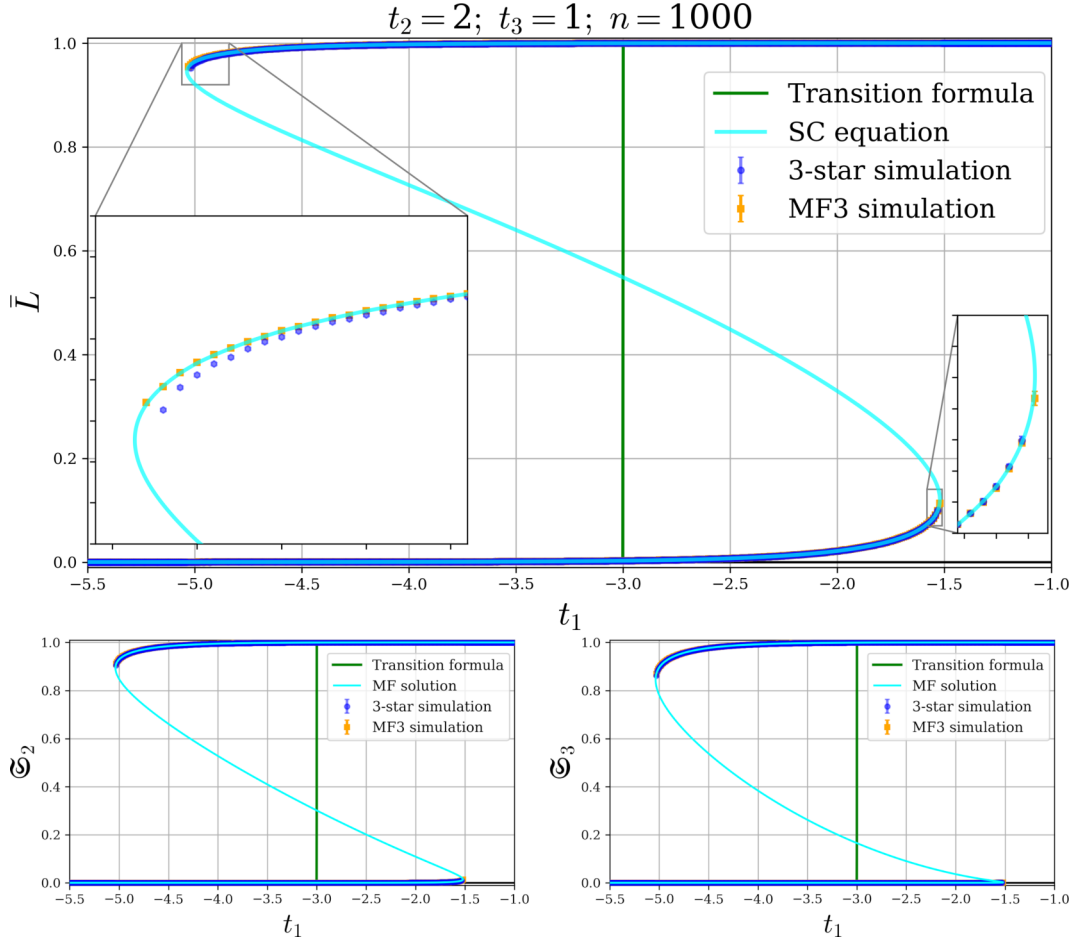 t₂ = 2; t₃ = 1; n = 1000
1.0
0.8
0.6
0.4
0.2
0.0
L̄
Transition formula
SC equation
3-star simulation
MF3 simulation
−5.5 −5.0 −4.5 −4.0 −3.5 −3.0 −2.5 −2.0 −1.5 −1.0
t₁
1.0
0.8
0.6
0.4
0.2
0.0
𝔖₂
Transition formula
MF solution
3-star simulation
MF3 simulation
−5.5 −5.0 −4.5 −4.0 −3.5 −3.0 −2.5 −2.0 −1.5 −1.0
t₁
1.0
0.8
0.6
0.4
0.2
0.0
𝔖₃
Transition formula
MF solution
3-star simulation
MF3 simulation
−5.5 −5.0 −4.5 −4.0 −3.5 −3.0 −2.5 −2.0 −1.5 −1.0
t₁